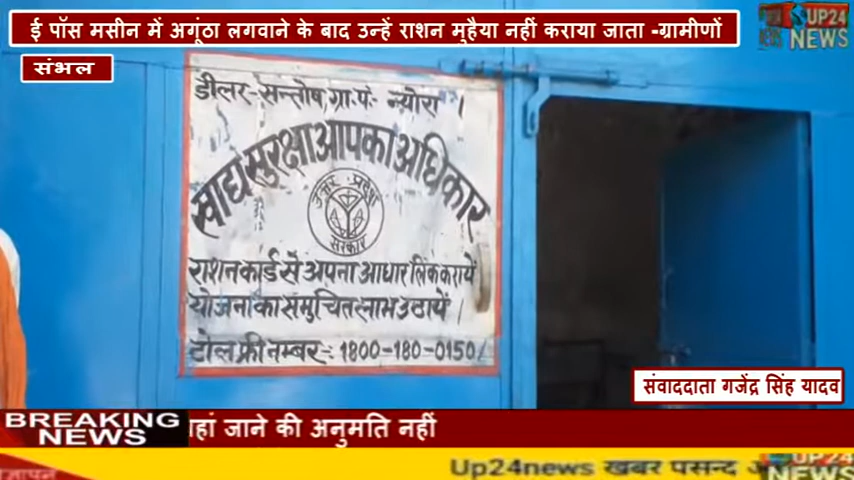 ई पॉस मसीन में अगूंठा लगवाने के बाद उन्हें राशन मुहैया नहीं कराया जाता -ग्रामीणों
UP24
NEWS
संभल
डीलर- सन्तोष ग्रा.पं- न्योरा ।
खाद्य सुरक्षा आपका अधिकार
उत्तर प्रदेश
सरकार
राशनकार्ड से अपना आधार लिंक करायें
योजना का समुचित लाभ उठायें ।
टोल फ्री नम्बर-: 1800-180-0150/
संवाददाता गजेंद्र सिंह यादव
BREAKING
NEWS
हां जाने की अनुमति नहीं
Up24news खबर पसन्द
UP24
NEWS